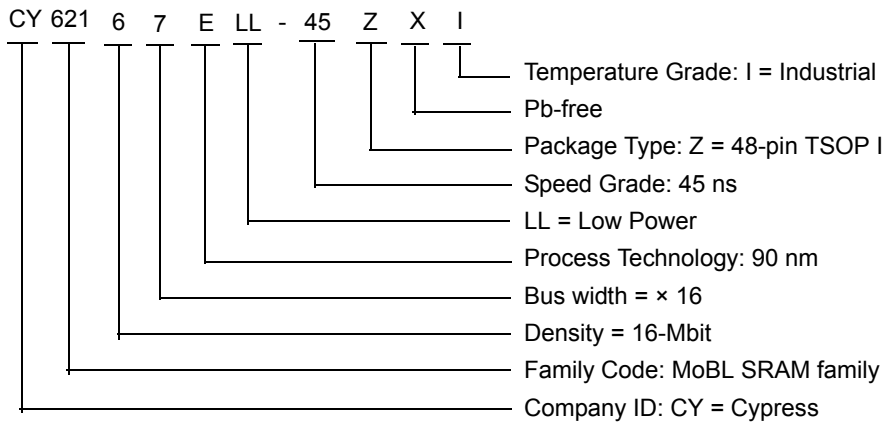 CY 621 6 7 E LL - 45 Z X I
Temperature Grade: I = Industrial
Pb-free
Package Type: Z = 48-pin TSOP I
Speed Grade: 45 ns
LL = Low Power
Process Technology: 90 nm
Bus width = × 16
Density = 16-Mbit
Family Code: MoBL SRAM family
Company ID: CY = Cypress